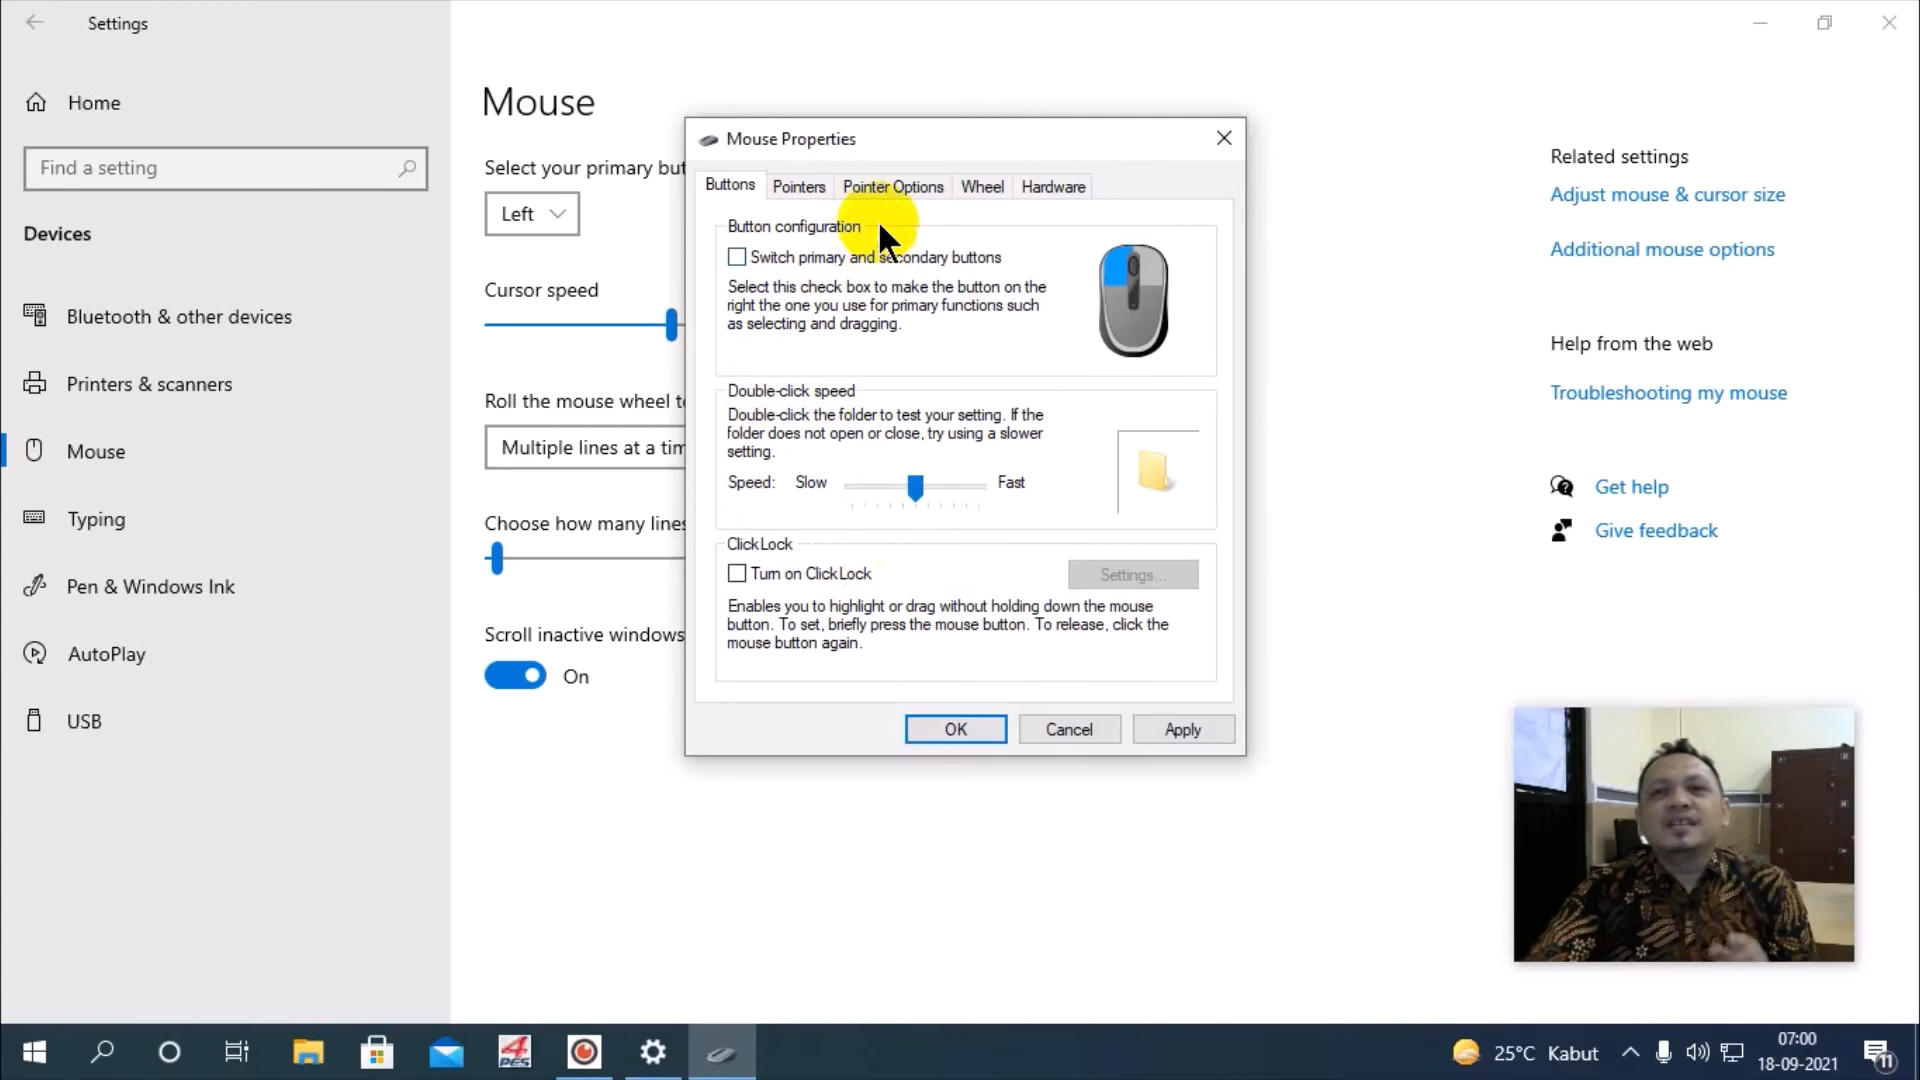 Settings
Home
Find a setting
Devices
Bluetooth & other devices
Printers & scanners
Mouse
Typing
Pen & Windows Ink
AutoPlay
USB
Mouse
Select your primary but
Left
Cursor speed
Roll the mouse wheel t
Multiple lines at a tim
Choose how many lines
Scroll inactive windows
On
Mouse Properties
Buttons
Pointers
Pointer Options
Wheel
Hardware
Button configuration
Switch primary and secondary buttons
Select this check box to make the button on the
right the one you use for primary functions such
as selecting and dragging.
Double-click speed
Double-click the folder to test your setting. If the
folder does not open or close, try using a slower
setting.
Speed: Slow Fast
ClickLock
Turn on ClickLock
Settings...
Enables you to highlight or drag without holding down the mouse
button. To set, briefly press the mouse button. To release, click the
mouse button again.
OK
Cancel
Apply
Related settings
Adjust mouse & cursor size
Additional mouse options
Help from the web
Troubleshooting my mouse
Get help
Give feedback
4
PES
25°C Kabut
07:00
18-09-2021
11